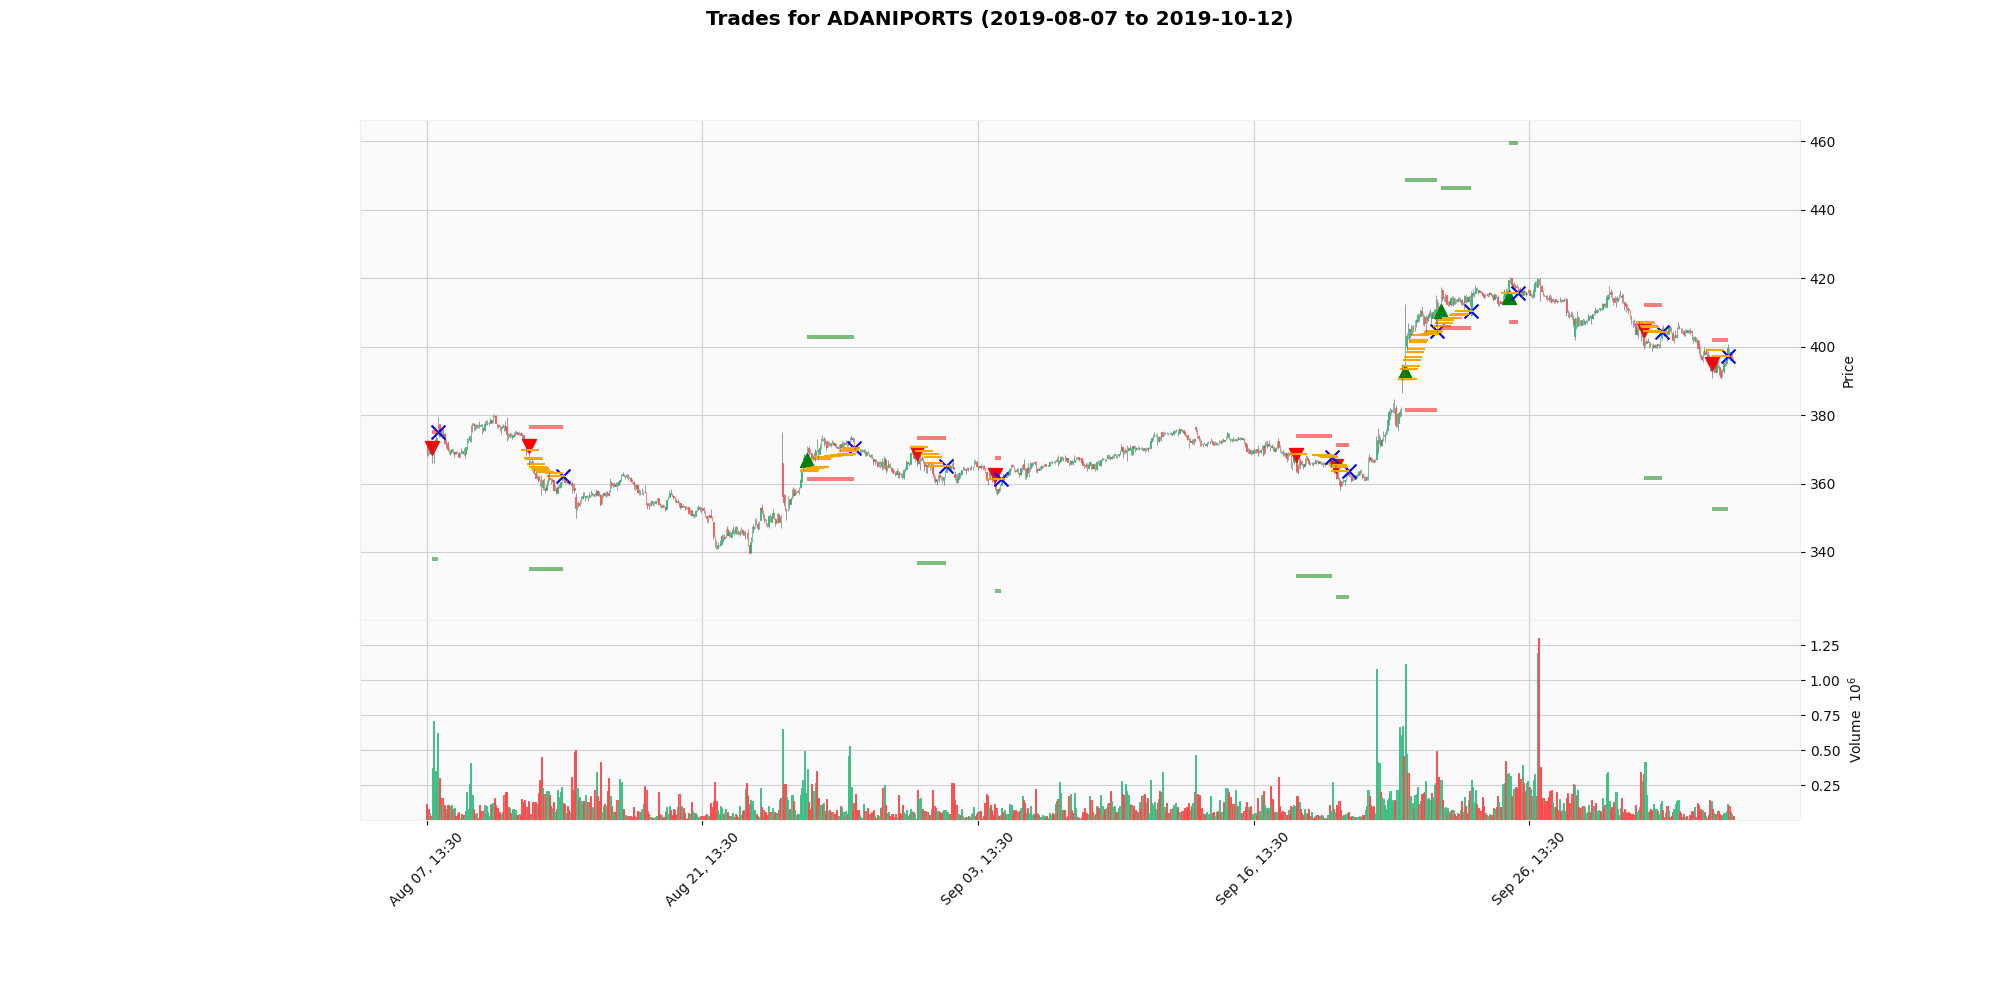 Trades for ADANIPORTS (2019-08-07 to 2019-10-12)
460
440
420
400
380
360
340
Price
1.25
1.00
0.75
0.50
0.25
Volume 10^6
Aug 07, 13:30
Aug 21, 13:30
Sep 03, 13:30
Sep 16, 13:30
Sep 26, 13:30